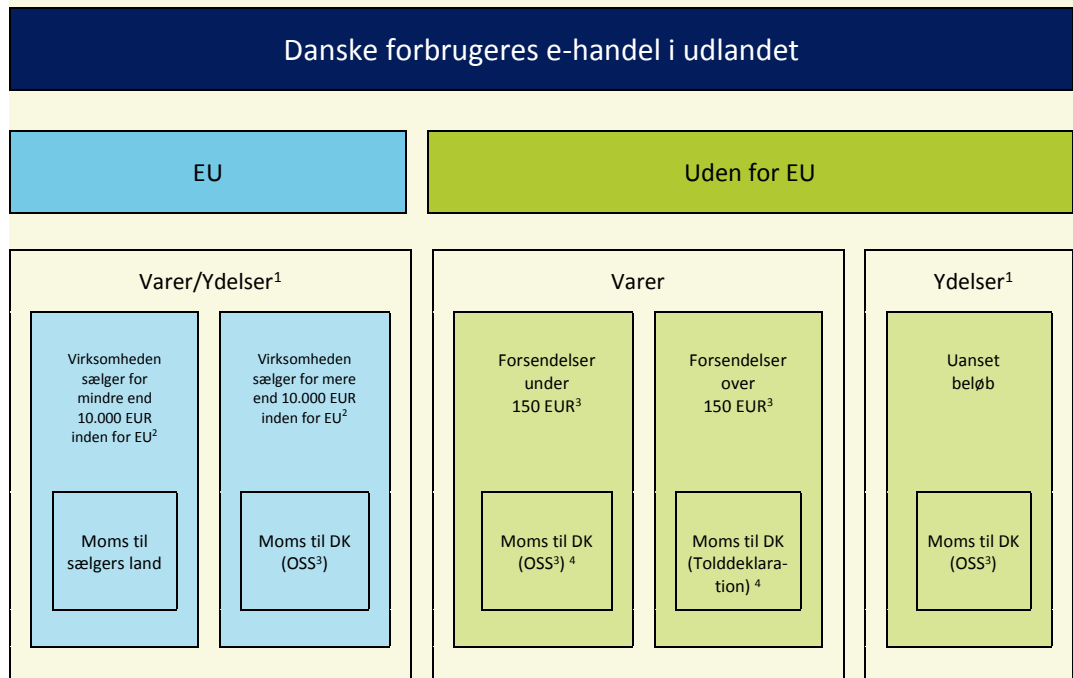 Danske forbrugeres e-handel i udlandet
EU
Uden for EU
Varer/Ydelser¹
Virksomheden
sælger for
mindre end
10.000 EUR
inden for EU²
Moms til
sælgers land
Virksomheden
sælger for mere
end 10.000 EUR
inden for EU²
Moms til DK
(OSS³)
Varer
Forsendelser
under
150 EUR³
Moms til DK
(OSS³) ⁴
Forsendelser
over
150 EUR³
Moms til DK
(Tolddeklara-
tion) ⁴
Ydelser¹
Uanset
beløb
Moms til DK
(OSS³)